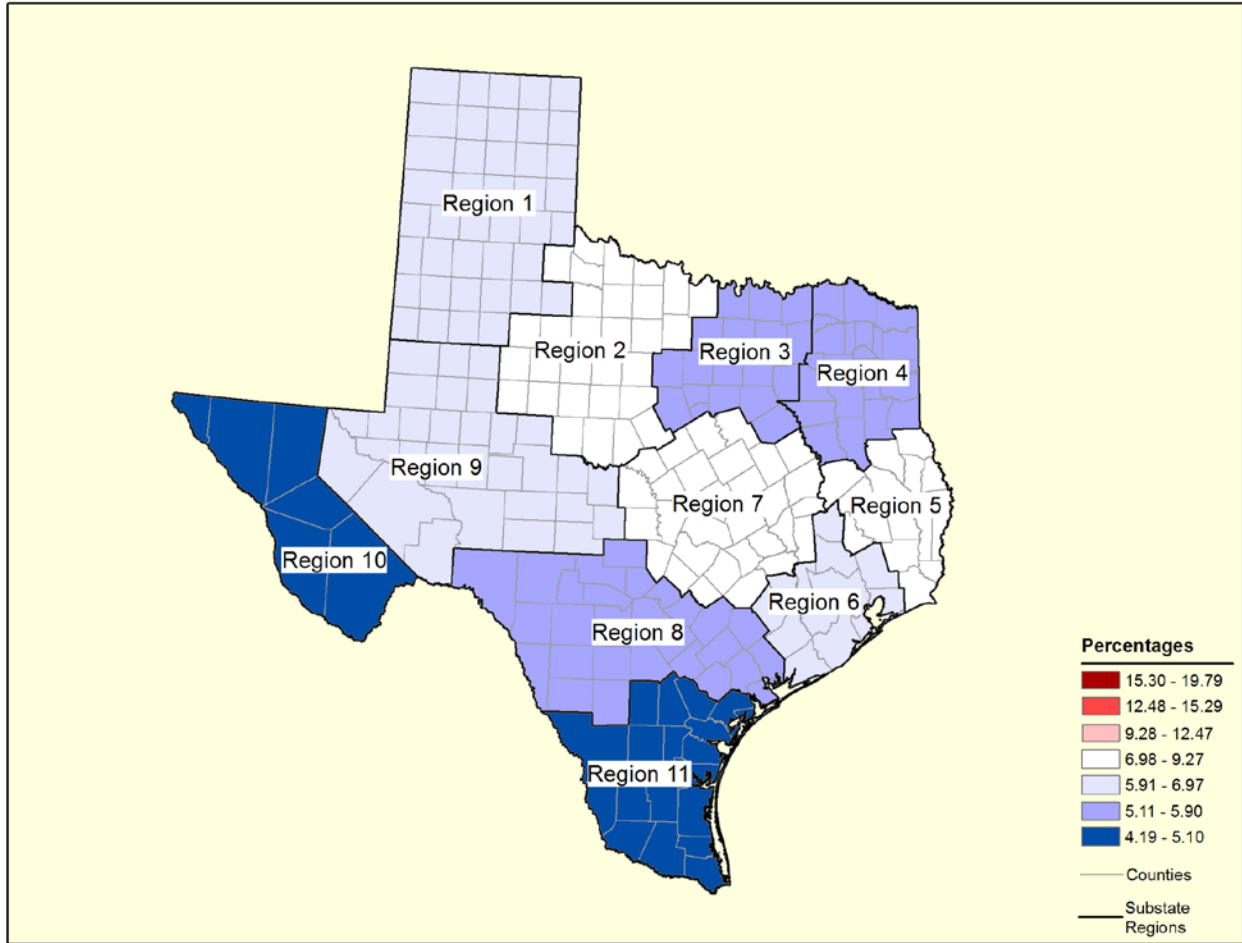 Region 1
Region 2
Region 3
Region 4
Region 9
Region 7
Region 5
Region 10
Region 6
Region 8
Region 11
Percentages
15.30 - 19.79
12.48 - 15.29
9.28 - 12.47
6.98 - 9.27
5.91 - 6.97
5.11 - 5.90
4.19 - 5.10
Counties
Substate
Regions